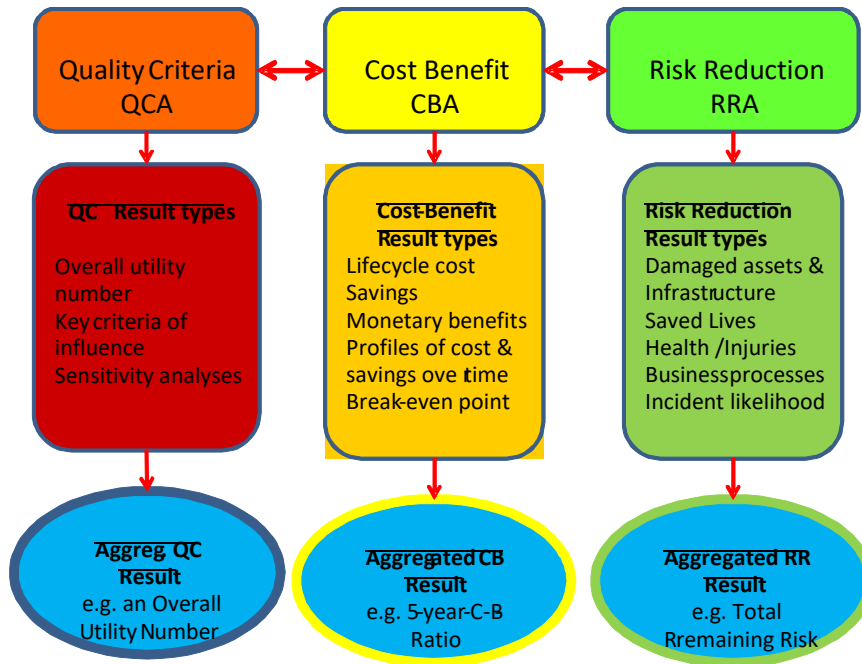 Quality Criteria
QCA
Cost Benefit
CBA
Risk Reduction
RRA
QC Result types
Overall utility
number
Key criteria of
influence
Sensitivity analyses
Cost-Benefit
Result types
Lifecycle cost
Savings
Monetary benefits
Profiles of cost &
savings ove time
Break-even point
Risk Reduction
Result types
Damaged assets &
Infrastructure
Saved Lives
Health /Injuries
Businessprocesses
Incident likelihood
Aggreg. QC
Result
e.g. an Overall
Utility Number
Aggregated CB
Result
e.g. 5-year-C-B
Ratio
Aggregated RR
Result
e.g. Total
Rremaining Risk